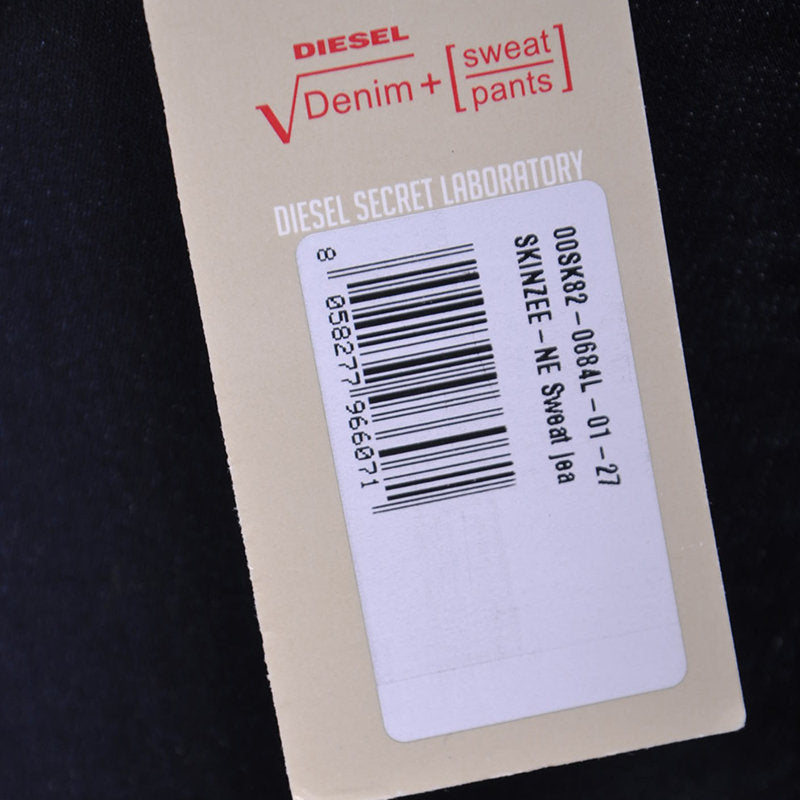 DIESEL
√Denim + [sweat
pants]
DIESEL SECRET LABORATORY
00SK82-0684L-01-27
SKINZEE-NE Sweat jea
8 058277 966071